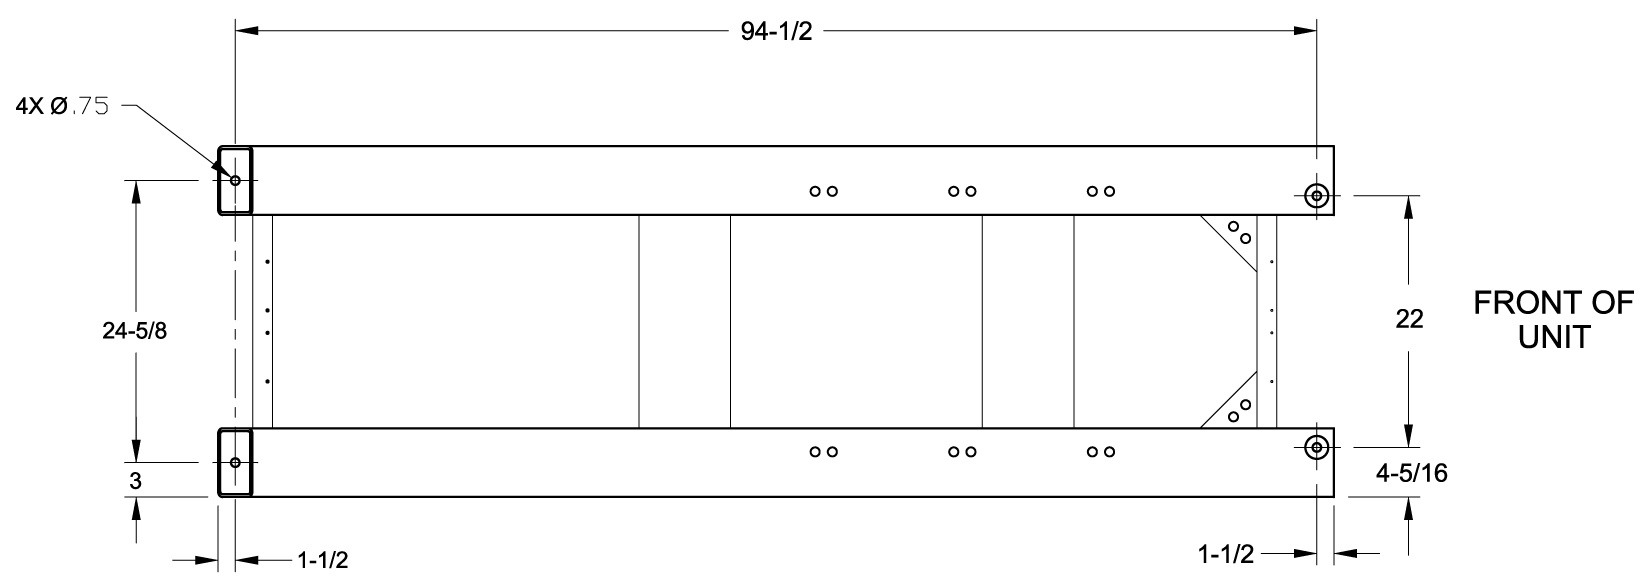 94-1/2
4X Ø .75
24-5/8
22
FRONT OF
UNIT
3
4-5/16
1-1/2
1-1/2